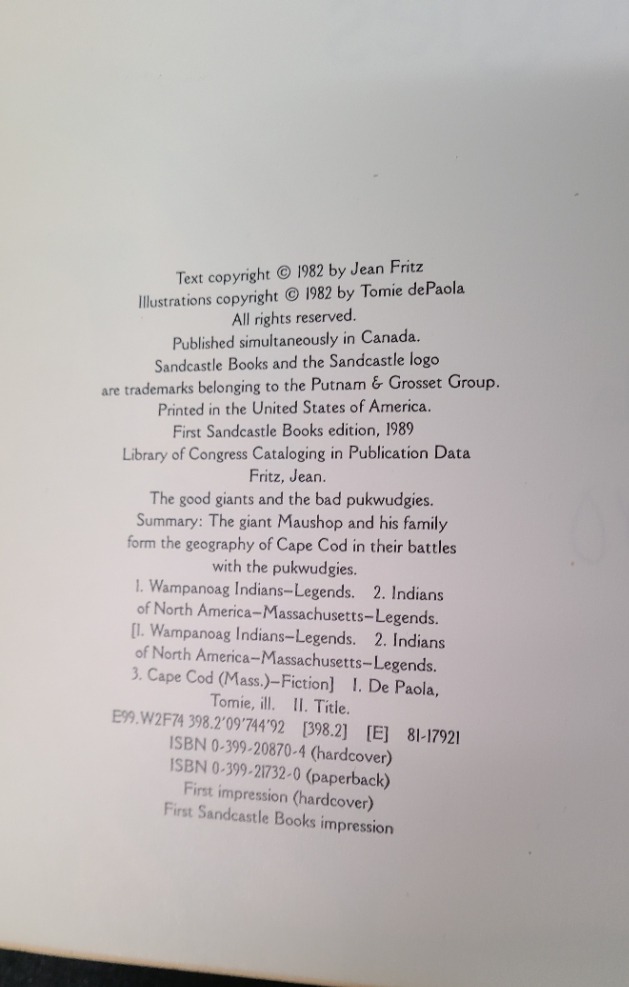 Text copyright © 1982 by Jean Fritz
Illustrations copyright © 1982 by Tomie dePaola
All rights reserved.
Published simultaneously in Canada.
Sandcastle Books and the Sandcastle logo
are trademarks belonging to the Putnam & Grosset Group.
Printed in the United States of America.
First Sandcastle Books edition, 1989
Library of Congress Cataloging in Publication Data
Fritz, Jean.
The good giants and the bad pukwudgies.
Summary: The giant Maushop and his family
form the geography of Cape Cod in their battles
with the pukwudgies.
1. Wampanoag Indians—Legends. 2. Indians
of North America—Massachusetts—Legends.
[1. Wampanoag Indians—Legends. 2. Indians
of North America—Massachusetts—Legends.
3. Cape Cod (Mass.)—Fiction] I. De Paola,
Tomie, ill. II. Title.
E99.W2F74 398.2'09'744'92 [398.2] [E] 81-17921
ISBN 0-399-20870-4 (hardcover)
ISBN 0-399-21732-0 (paperback)
First impression (hardcover)
First Sandcastle Books impression